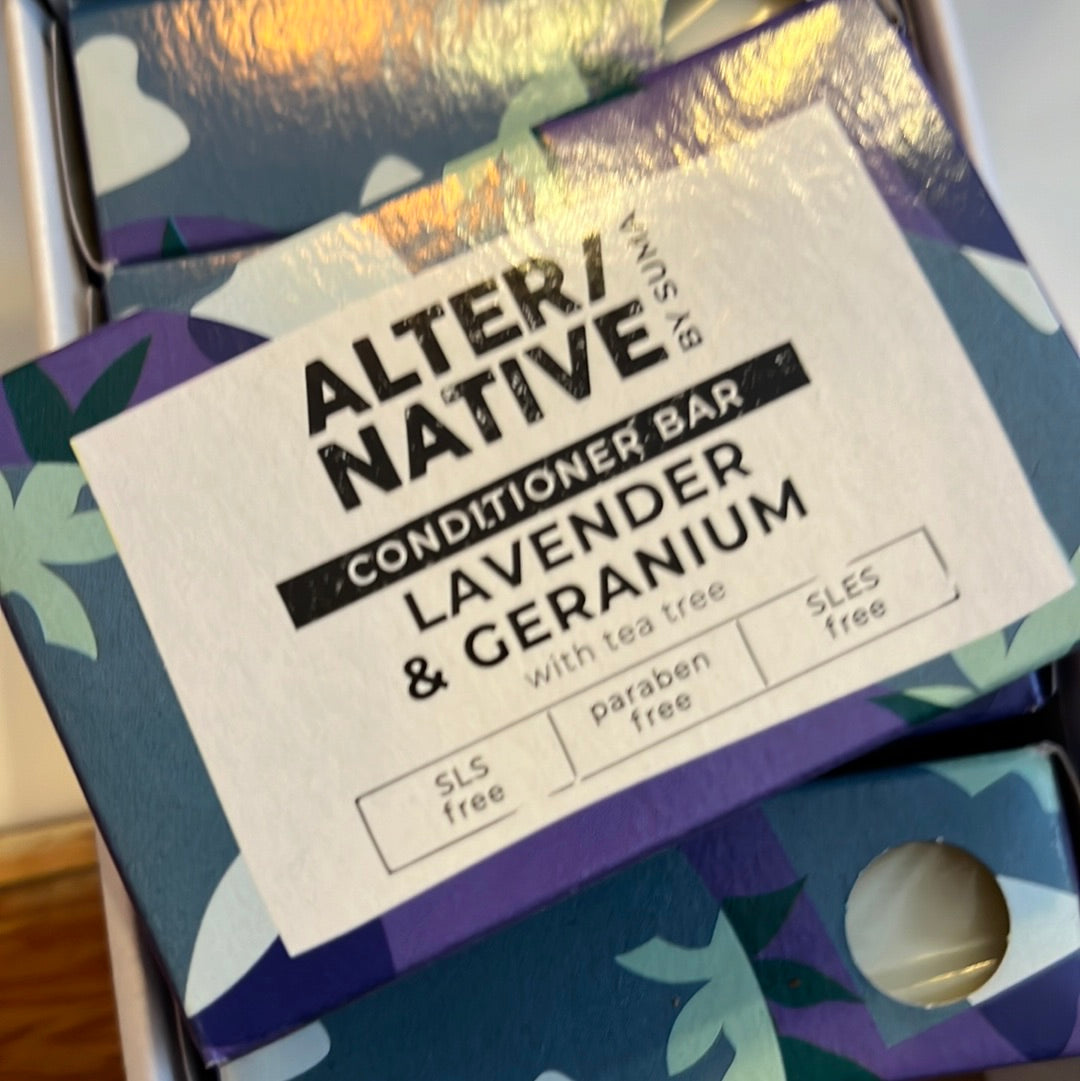 ALTER/
NATIVE
BY SUMA
CONDITIONER BAR
LAVENDER
& GERANIUM
with tea tree
SLS
free
paraben
free
SLES
free